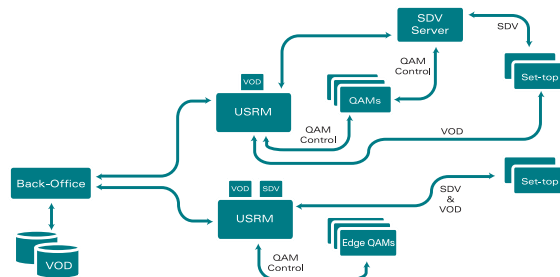 SDV
Server
SDV
QAM
Control
Set-top
VOD
USRM
QAMs
QAM
Control
VOD
Back-Office
VOD
SDV
USRM
SDV
&
VOD
Set-top
Edge QAMs
QAM
Control
VOD